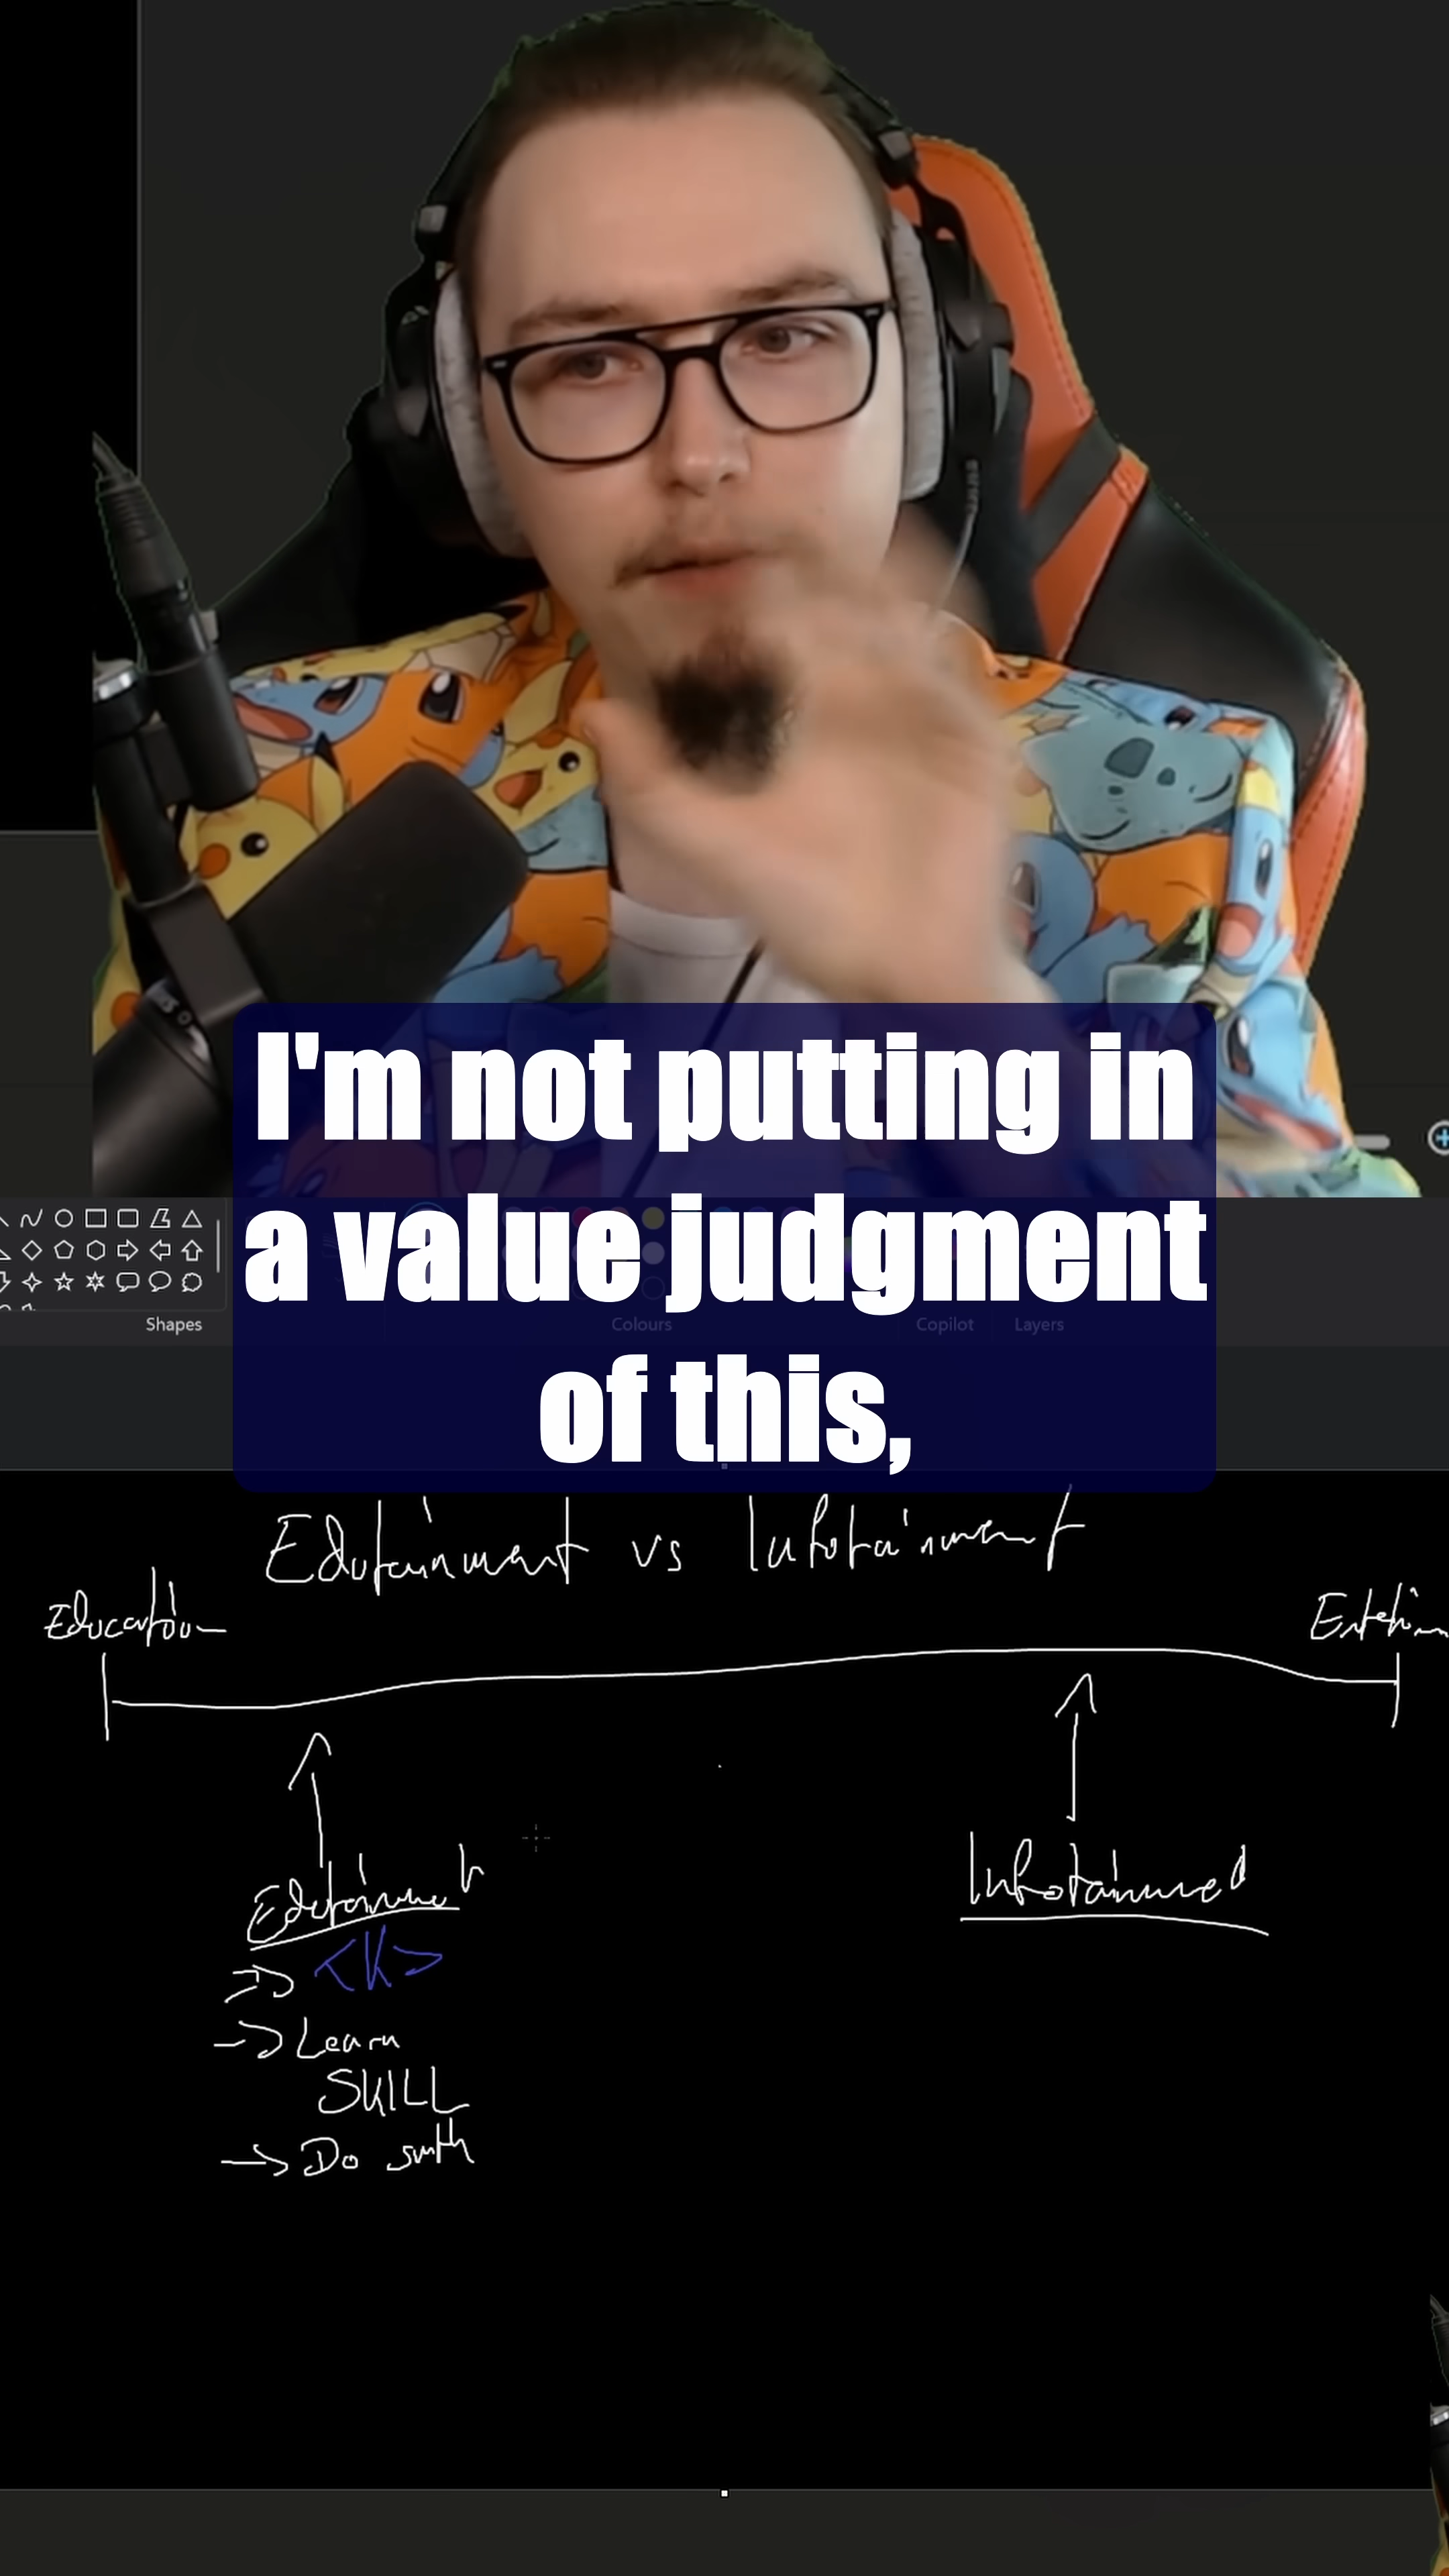 I'm not putting in
a value judgment
of this,
Shapes
Colours
Copilot
Layers
Edutainment vs Infotainment
Education
Edutainment
<K>
→ Learn
SKILL
→ Do smth